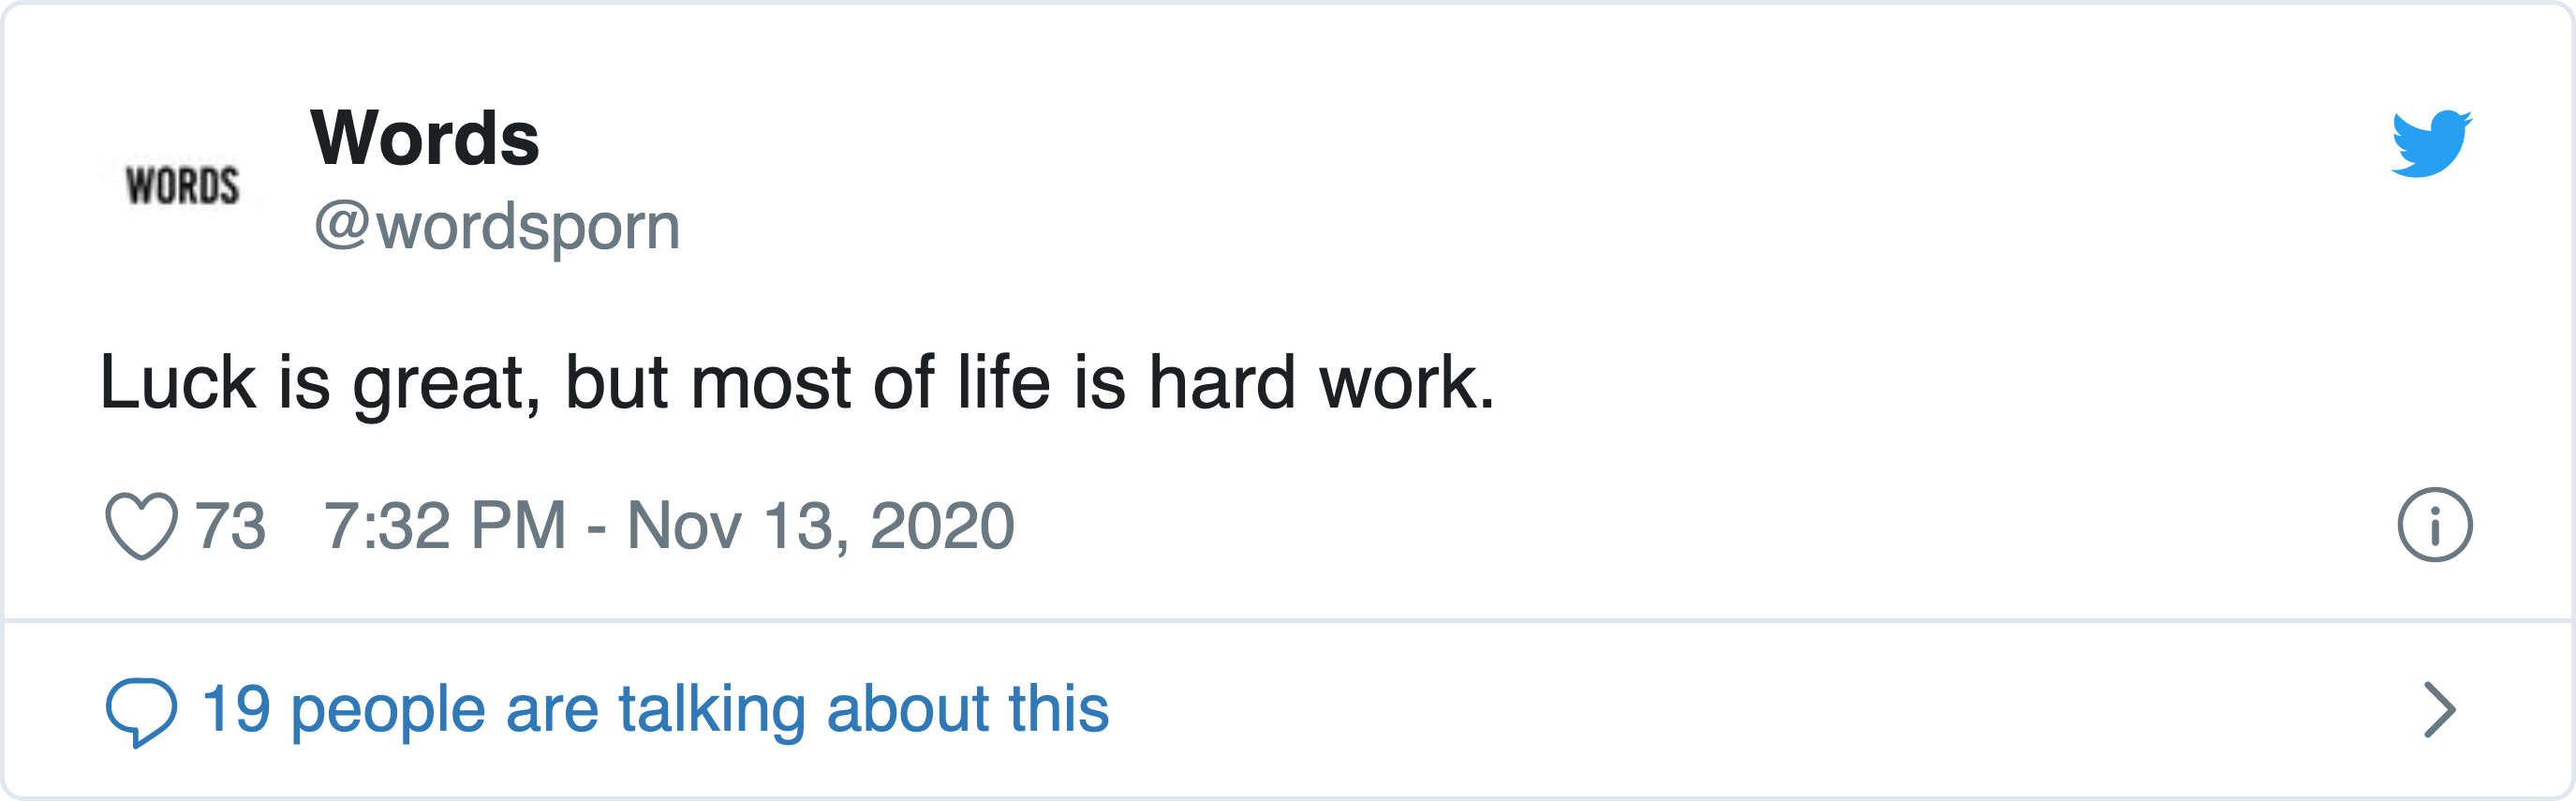 WORDS
Words
@wordsporn
Luck is great, but most of life is hard work.
73 7:32 PM - Nov 13, 2020
19 people are talking about this